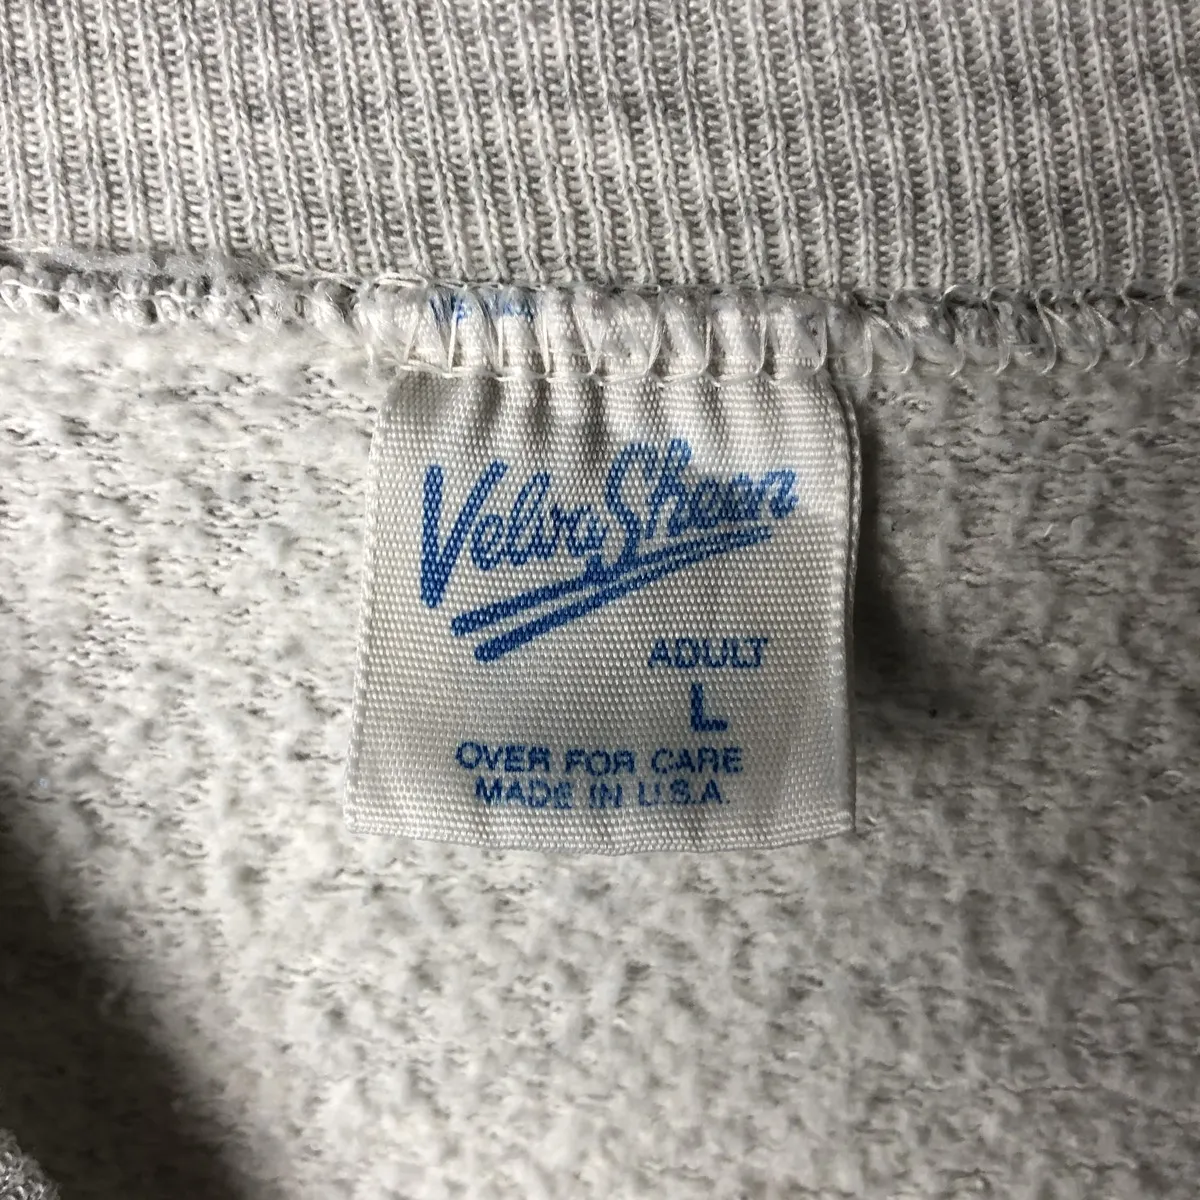 Velva Sheen
ADULT
L
OVER FOR CARE
MADE IN U.S.A.